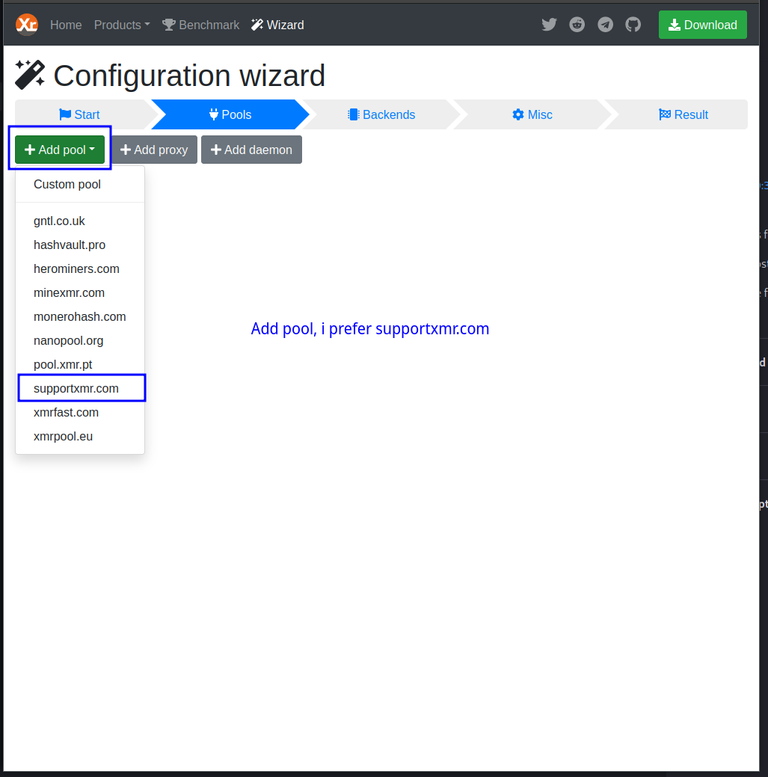 Xr Home Products Benchmark Wizard Download
Configuration wizard
Start Pools Backends Misc Result
+ Add pool + Add proxy + Add daemon
Custom pool
gntl.co.uk
hashvault.pro
herominers.com
minexmr.com
Add pool, i prefer supportxmr.com
monerohash.com
nanopool.org
pool.xmr.pt
supportxmr.com
xmrfast.com
xmrpool.eu